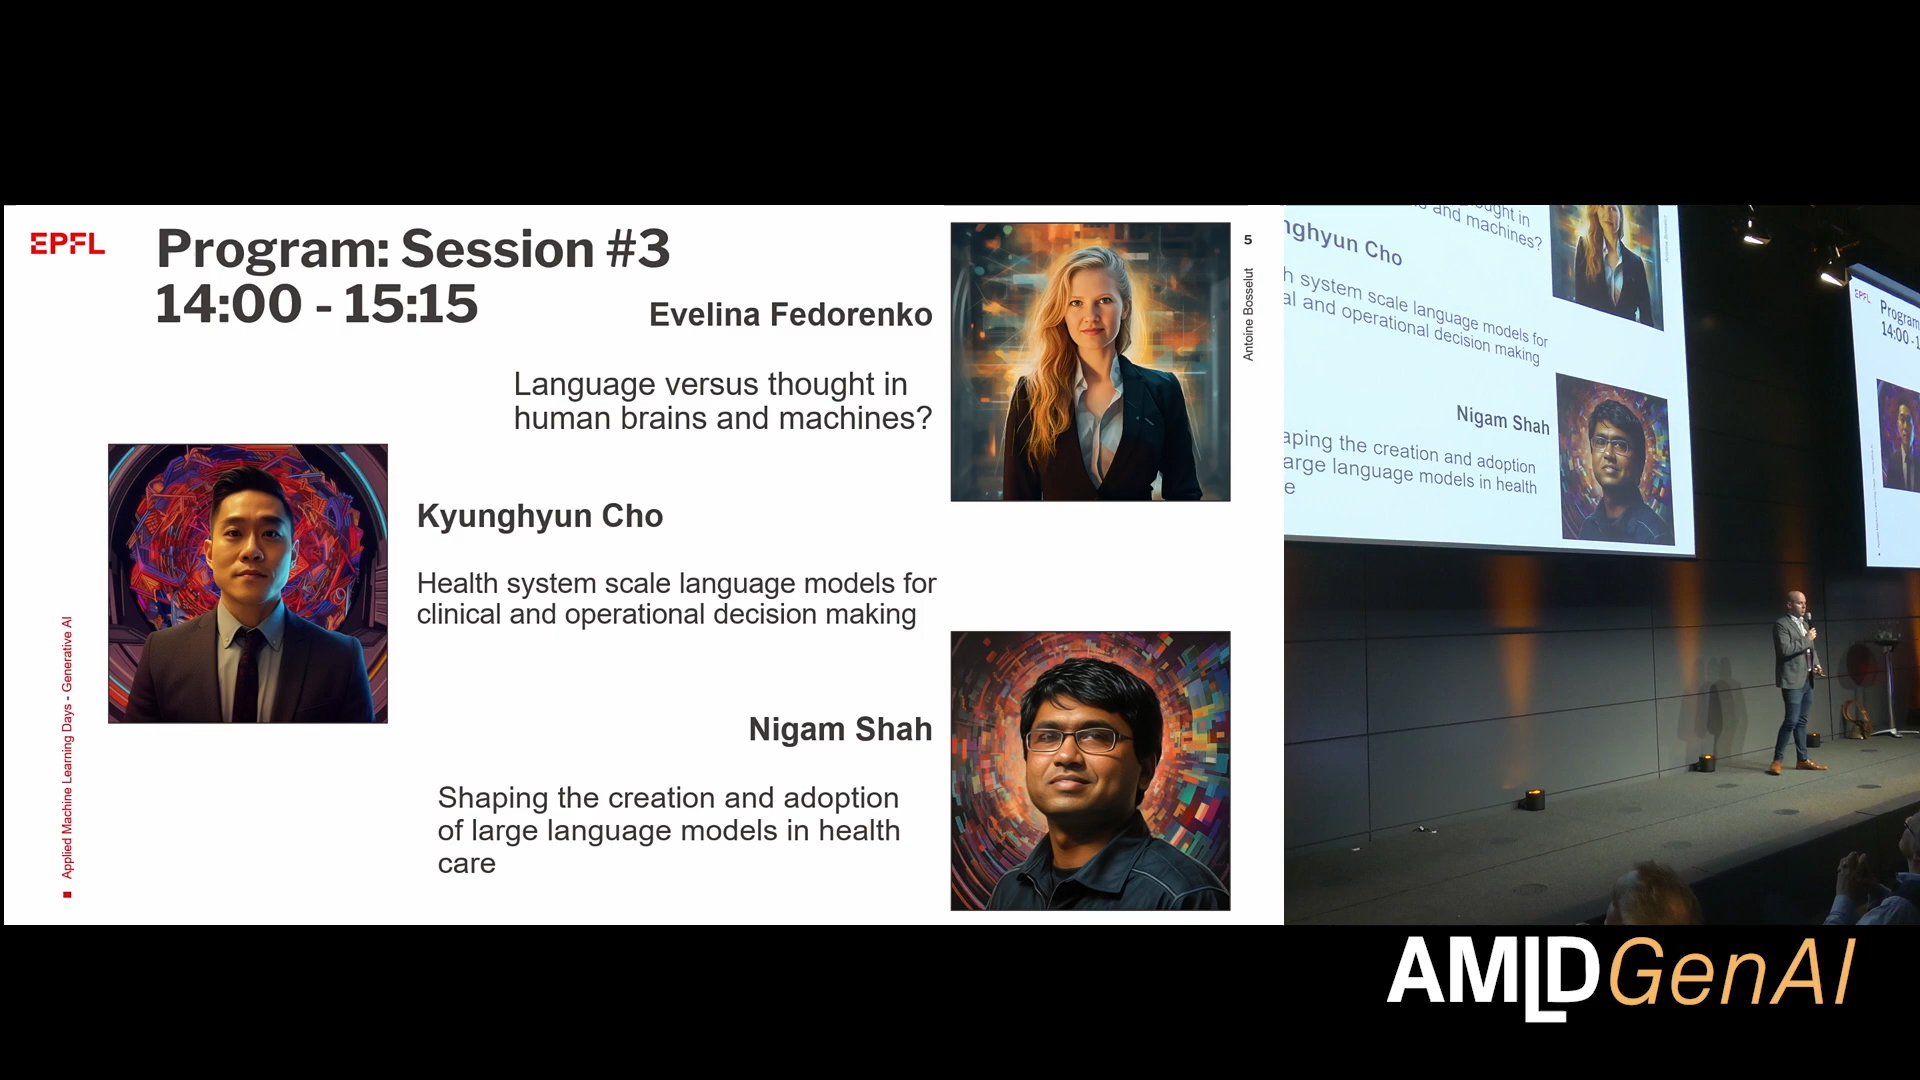 EPFL
Program: Session #3
14:00 - 15:15
5
Antoine Bosselut
Evelina Fedorenko
Language versus thought in
human brains and machines?
Kyunghyun Cho
Health system scale language models for
clinical and operational decision making
Nigam Shah
Shaping the creation and adoption
of large language models in health
care
Applied Machine Learning Days - Generative AI
ought in
and machines?
nghyun Cho
h system scale language models for
al and operational decision making
Nigam Shah
aping the creation and adoption
arge language models in health
e
EPFL
Program
14:00 - 1
AMLD GenAI